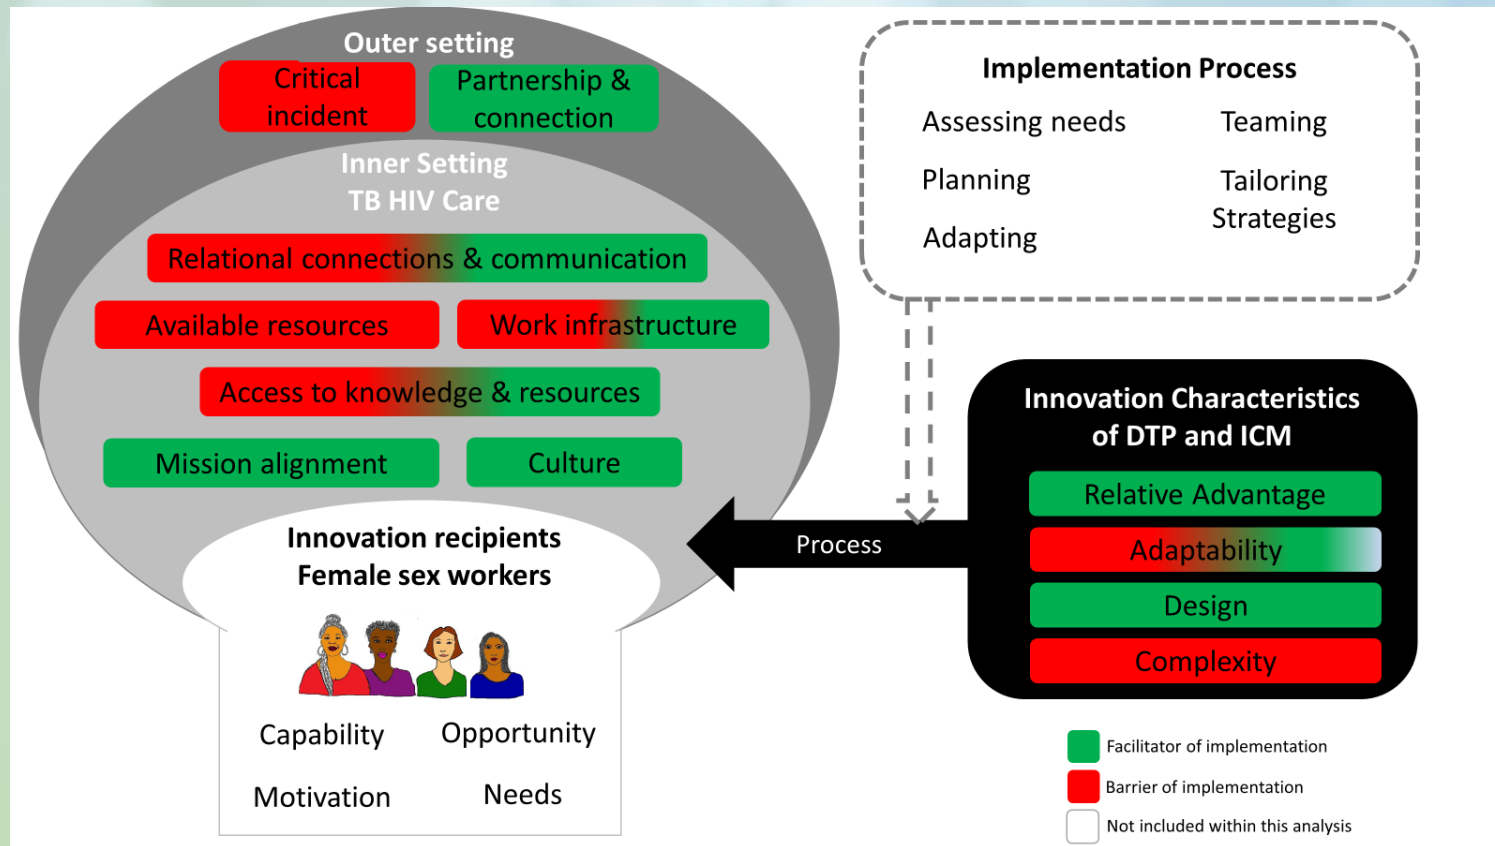 Outer setting
Critical
incident
Partnership &
connection
Inner Setting
TB HIV Care
Relational connections & communication
Available resources
Work infrastructure
Access to knowledge & resources
Mission alignment
Culture
Innovation recipients
Female sex workers
Capability
Opportunity
Motivation
Needs
Implementation Process
Assessing needs
Teaming
Planning
Tailoring
Strategies
Adapting
Process
Innovation Characteristics
of DTP and ICM
Relative Advantage
Adaptability
Design
Complexity
Facilitator of implementation
Barrier of implementation
Not included within this analysis